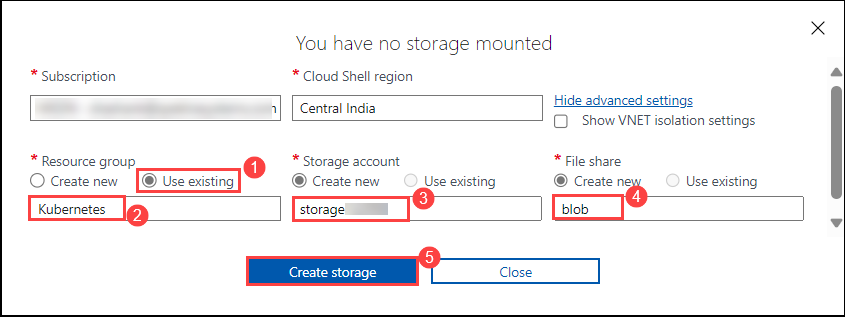 You have no storage mounted
* Subscription
* Cloud Shell region
Central India
Hide advanced settings
Show VNET isolation settings
* Resource group
Create new
Use existing
1
Kubernetes
2
* Storage account
Create new
Use existing
storage
3
* File share
Create new
Use existing
blob
4
Create storage
5
Close